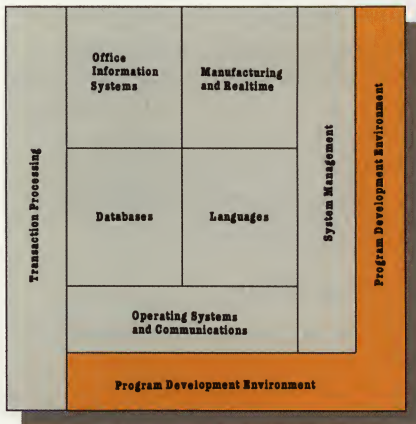 Office
Information
Systems
Manufacturing
and Realtime
Transaction Processing
Databases
Languages
System Management
Program Development Environment
Operating Systems
and Communications
Program Development Environment